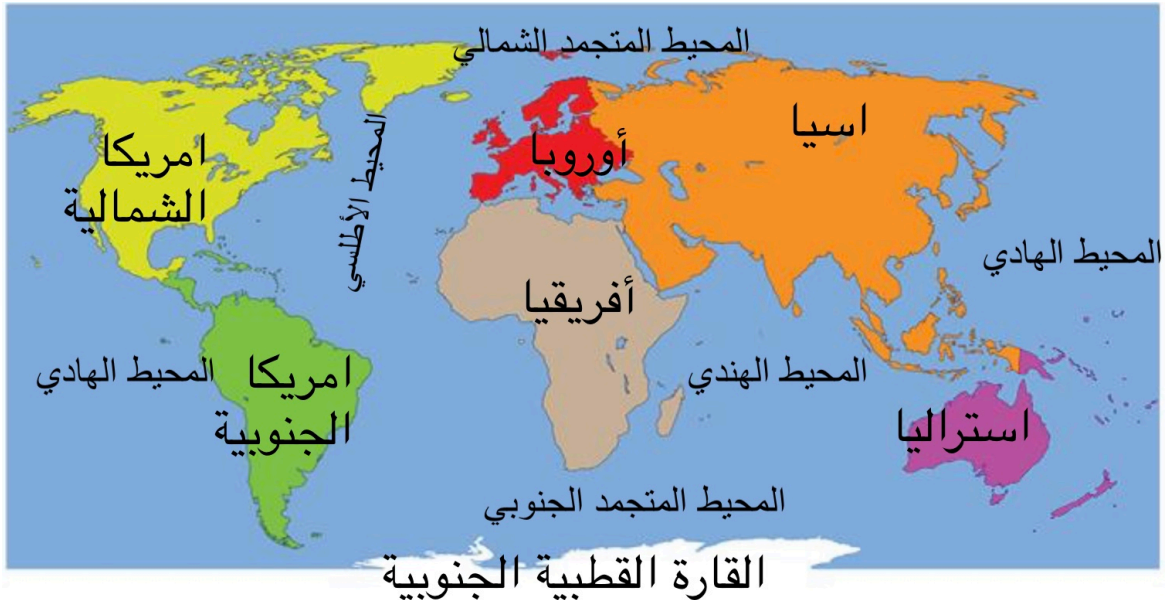 المحيط المتجمد الشمالي
اسيا
أوروبا
امريكا
الشمالية
المحيط الأطلسي
المحيط الهادي
أفريقيا
المحيط الهندي
امريكا
الجنوبية
المحيط الهادي
استراليا
المحيط المتجمد الجنوبي
القارة القطبية الجنوبية